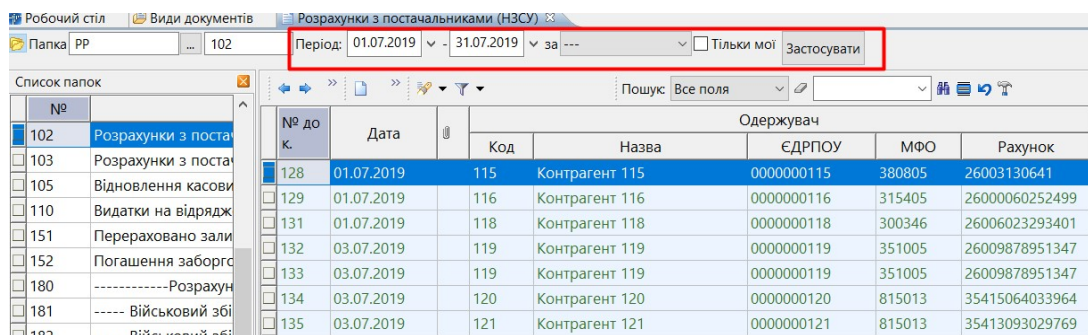 Робочий стіл Види документів Розрахунки з постачальниками (НЗСУ)
Папка PP ... 102 Період: 01.07.2019 - 31.07.2019 за --- Тільки мої Застосувати
Список папок Пошук: Все поля
№ № до к. Дата Одержувач
Код Назва ЄДРПОУ МФО Рахунок
102 Розрахунки з поста
128 01.07.2019 115 Контрагент 115 0000000115 380805 26003130641
103 Розрахунки з поста
129 01.07.2019 116 Контрагент 116 0000000116 315405 26000060252499
105 Відновлення касови
131 01.07.2019 118 Контрагент 118 0000000118 300346 26006023293401
110 Видатки на відрядж
132 03.07.2019 119 Контрагент 119 0000000119 351005 26009878951347
151 Перераховано зали
133 03.07.2019 119 Контрагент 119 0000000119 351005 26009878951347
152 Погашення заборго
134 03.07.2019 120 Контрагент 120 0000000120 815013 35415064033964
180 ------------Розрахун
135 03.07.2019 121 Контрагент 121 0000000121 815013 35413093029769
181 ----- Військовий збі